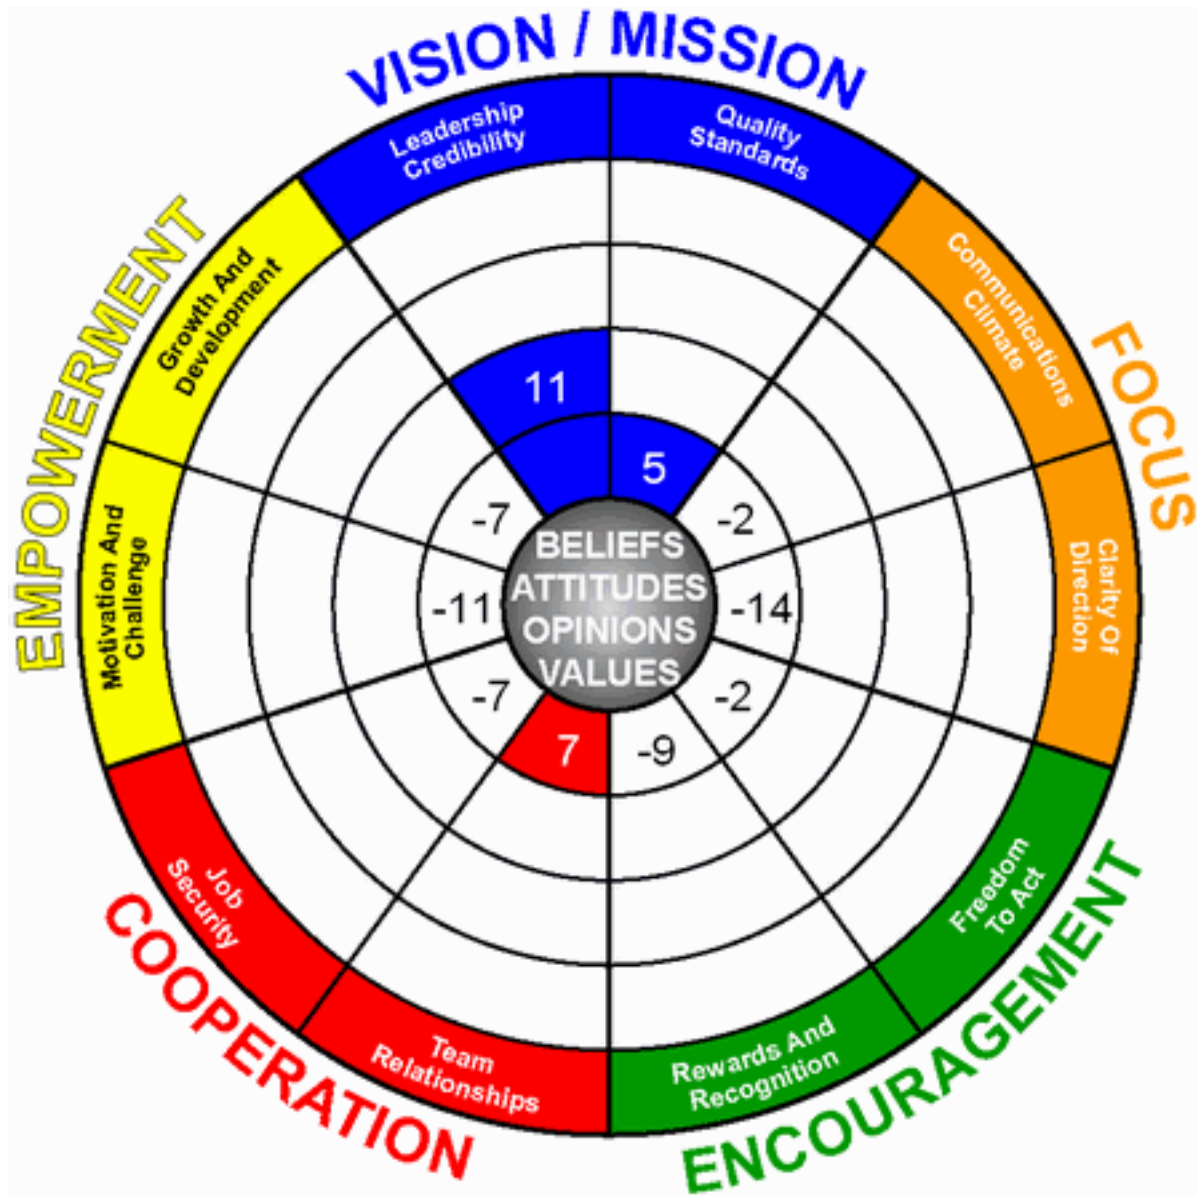 VISION / MISSION
Leadership
Credibility
Quality
Standards
Communications
Climate
FOCUS
Clarity Of
Direction
Freedom
To Act
ENCOURAGEMENT
Rewards And
Recognition
Team
Relationships
COOPERATION
Job
Security
Motivation And
Challenge
EMPOWERMENT
Growth And
Development
11
5
-7
-2
-11
-14
-7
-2
7
-9
BELIEFS
ATTITUDES
OPINIONS
VALUES